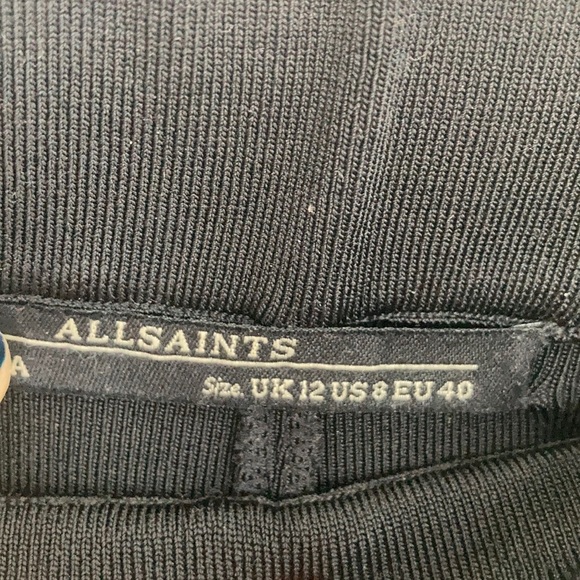 ALLSAINTS
A Size. UK 12 US 8 EU 40